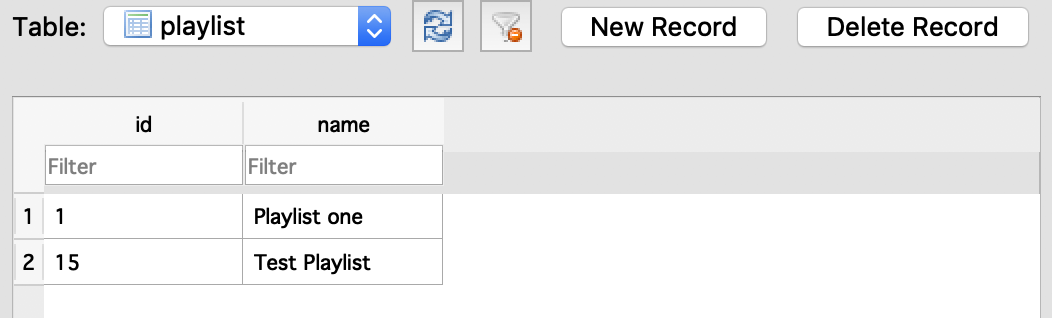 Table: playlist New Record Delete Record
id name
Filter Filter
1 1 Playlist one
2 15 Test Playlist